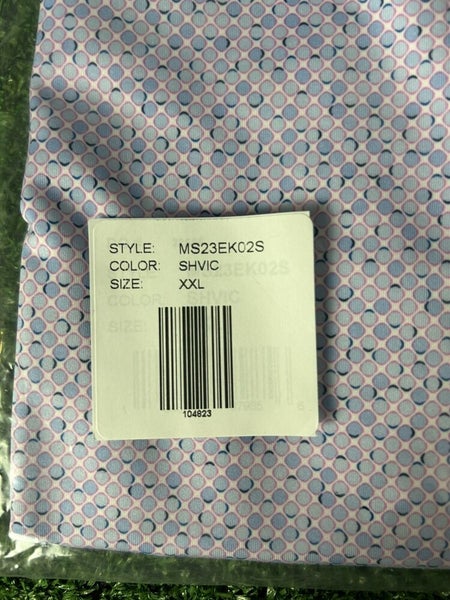 STYLE: MS23EK02S
COLOR: SHVIC
SIZE: XXL
104823